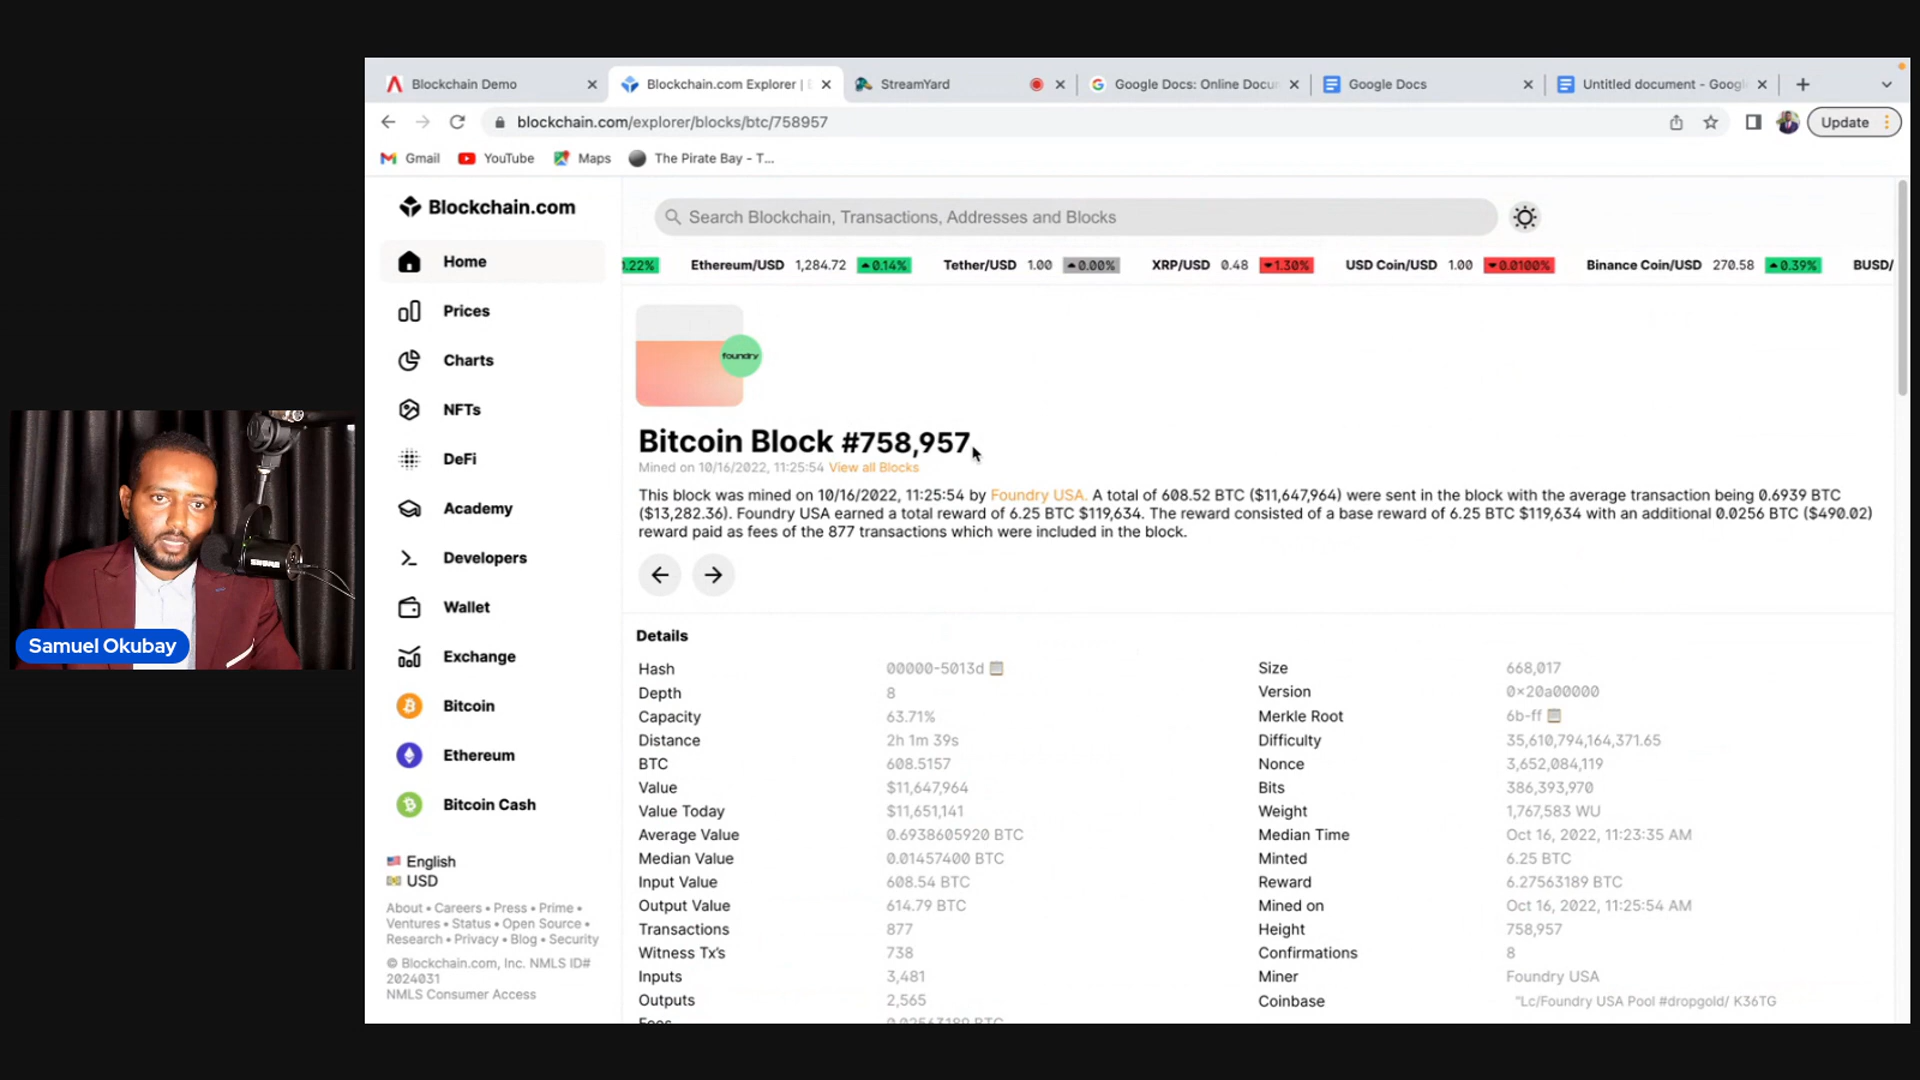 Blockchain Demo
Blockchain.com Explorer |
StreamYard
Google Docs: Online Docu
Google Docs
Untitled document - Googl
blockchain.com/explorer/blocks/btc/758957
Update
Gmail
YouTube
Maps
The Pirate Bay - T...
Blockchain.com
Search Blockchain, Transactions, Addresses and Blocks
0.22% Ethereum/USD 1,284.72 0.14% Tether/USD 1.00 0.00% XRP/USD 0.48 1.30% USD Coin/USD 1.00 0.0100% Binance Coin/USD 270.58 0.39% BUSD/
Home
Prices
Charts
NFTs
DeFi
Academy
Developers
Wallet
Exchange
Bitcoin
Ethereum
Bitcoin Cash
English
USD
About • Careers • Press • Prime •
Ventures • Status • Open Source •
Research • Privacy • Blog • Security
© Blockchain.com, Inc. NMLS ID#
2024031
NMLS Consumer Access
foundry
Bitcoin Block #758,957
Mined on 10/16/2022, 11:25:54 View all Blocks
This block was mined on 10/16/2022, 11:25:54 by Foundry USA. A total of 608.52 BTC ($11,647,964) were sent in the block with the average transaction being 0.6939 BTC
($13,282.36). Foundry USA earned a total reward of 6.25 BTC $119,634. The reward consisted of a base reward of 6.25 BTC $119,634 with an additional 0.0256 BTC ($490.02)
reward paid as fees of the 877 transactions which were included in the block.
Details
Hash 00000-5013d
Depth 8
Capacity 63.71%
Distance 2h 1m 39s
BTC 608.5157
Value $11,647,964
Value Today $11,651,141
Average Value 0.6938605920 BTC
Median Value 0.01457400 BTC
Input Value 608.54 BTC
Output Value 614.79 BTC
Transactions 877
Witness Tx's 738
Inputs 3,481
Outputs 2,565
Fees 0.02563189 BTC
Size 668,017
Version 0×20a00000
Merkle Root 6b-ff
Difficulty 35,610,794,164,371.65
Nonce 3,652,084,119
Bits 386,393,970
Weight 1,767,583 WU
Median Time Oct 16, 2022, 11:23:35 AM
Minted 6.25 BTC
Reward 6.27563189 BTC
Mined on Oct 16, 2022, 11:25:54 AM
Height 758,957
Confirmations 8
Miner Foundry USA
Coinbase "Lc/Foundry USA Pool #dropgold/ K36TG
SHURE
Samuel Okubay